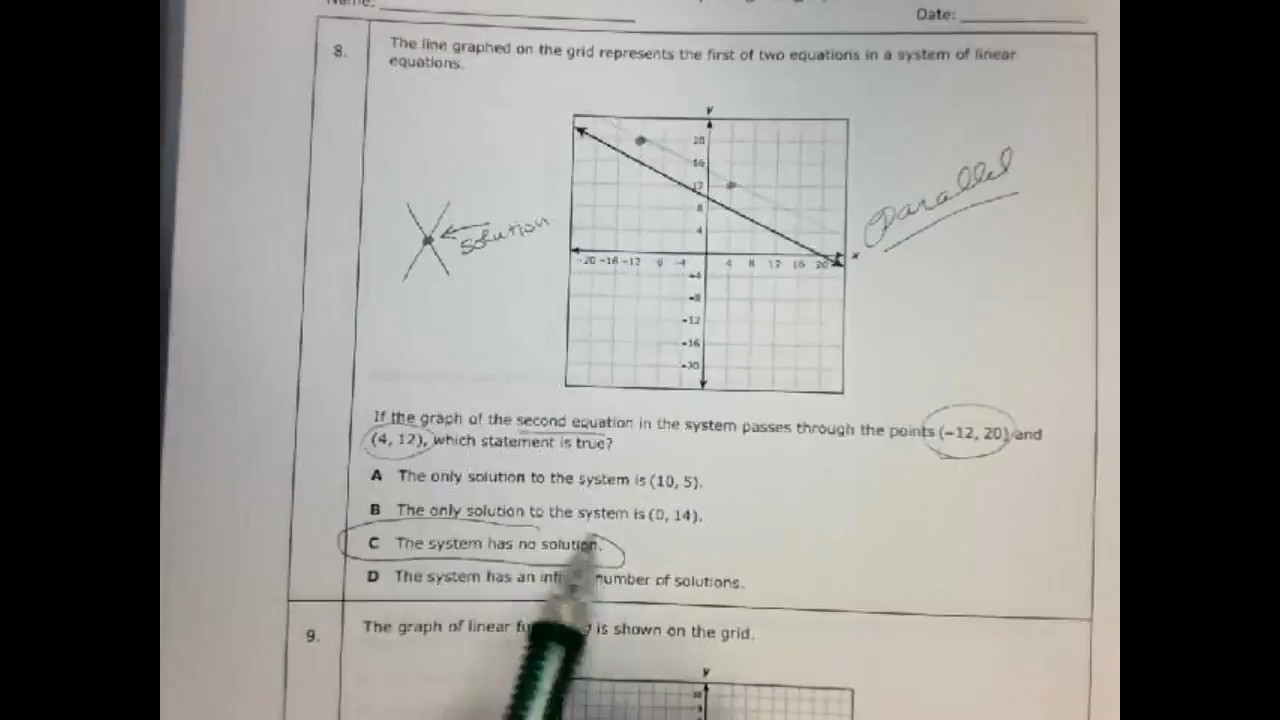 Date:
8.
The line graphed on the grid represents the first of two equations in a system of linear
equations.
y
20
16
12
8
4
-20 -16 -12 -8 -4 4 8 12 16 20 x
-4
-8
-12
-16
-20
solution
Parallel
If the graph of the second equation in the system passes through the points (−12, 20) and
(4, 12), which statement is true?
A The only solution to the system is (10, 5).
B The only solution to the system is (0, 14).
C The system has no solution.
D The system has an number of solutions.
9.
The graph of linear is shown on the grid.
y